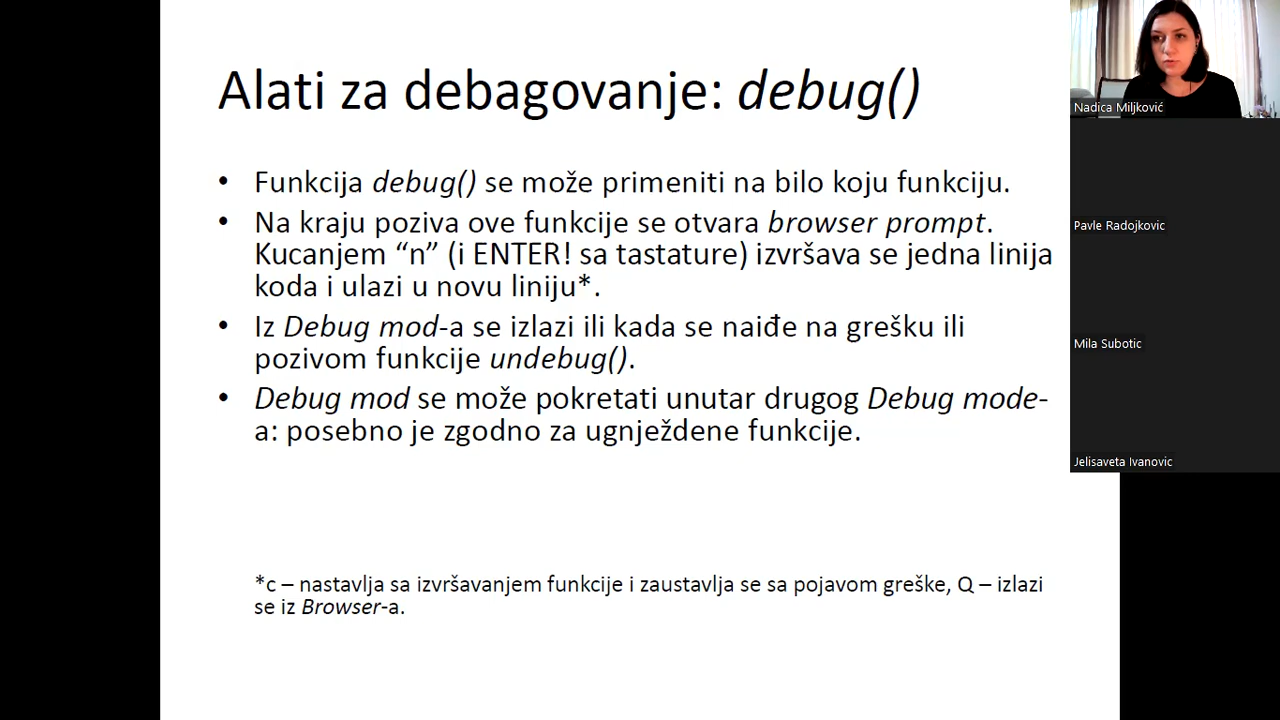 Alati za debagovanje: debug()
• Funkcija debug() se može primeniti na bilo koju funkciju.
• Na kraju poziva ove funkcije se otvara browser prompt.
Kucanjem “n” (i ENTER! sa tastature) izvršava se jedna linija
koda i ulazi u novu liniju*.
• Iz Debug mod-a se izlazi ili kada se naiđe na grešku ili
pozivom funkcije undebug().
• Debug mod se može pokretati unutar drugog Debug mode-
a: posebno je zgodno za ugnježdene funkcije.
*c – nastavlja sa izvršavanjem funkcije i zaustavlja se sa pojavom greške, Q – izlazi
se iz Browser-a.
Nadica Miljković
Pavle Radojkovic
Mila Subotic
Jelisaveta Ivanovic